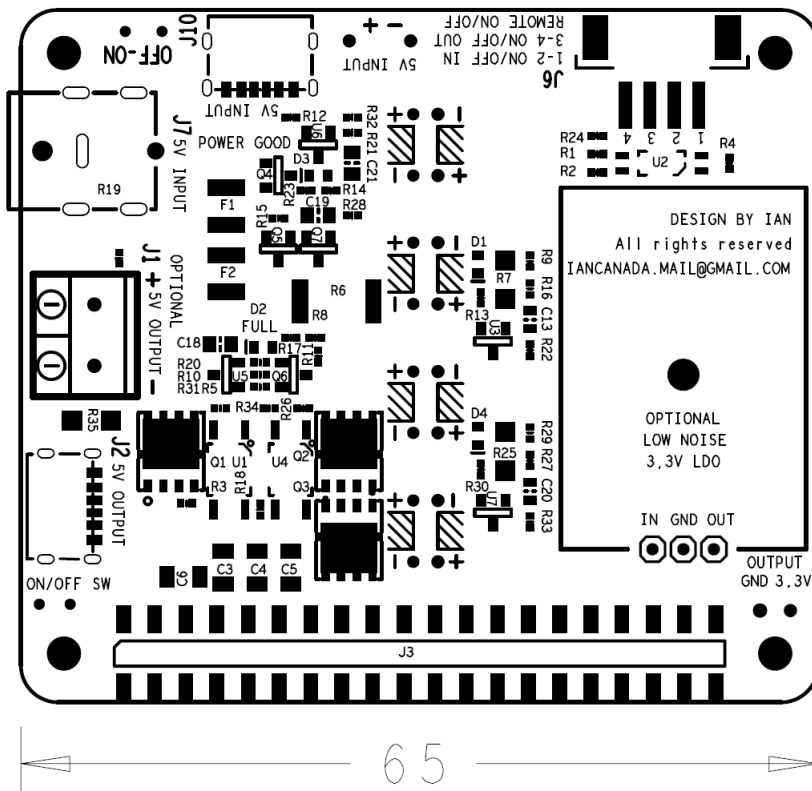 OFF-ON
J10
5V INPUT
+ -
5V INPUT
REMOTE ON/OFF
3-4 ON/OFF OUT
1-2 ON/OFF IN
J6
4 3 2 1
J7 5V INPUT
R19
POWER GOOD
R12
U6
R32
R21
C21
D3
Q4
R23
R14
C19
R28
R15
Q5
Q7
F1
F2
+ -
- +
R24
R1
R2
U2
R4
DESIGN BY IAN
All rights reserved
IANCANADA.MAIL@GMAIL.COM
J1 + 5V OUTPUT -
OPTIONAL
D2
FULL
R8
R6
+ -
- +
D1
R7
R9
R16
R13
U3
C13
R22
C18
R17
R11
R20
R10
R31
R5
U5
Q6
R34
R26
+ -
- +
D4
R25
R29
R27
R30
U7
C20
R33
OPTIONAL
LOW NOISE
3,3V LDO
IN GND OUT
R35
J2 5V OUTPUT
Q1
U1
U4
Q2
R3
R18
Q3
+ -
- +
C6
C3
C4
C5
ON/OFF SW
OUTPUT
GND 3.3V
J3
65